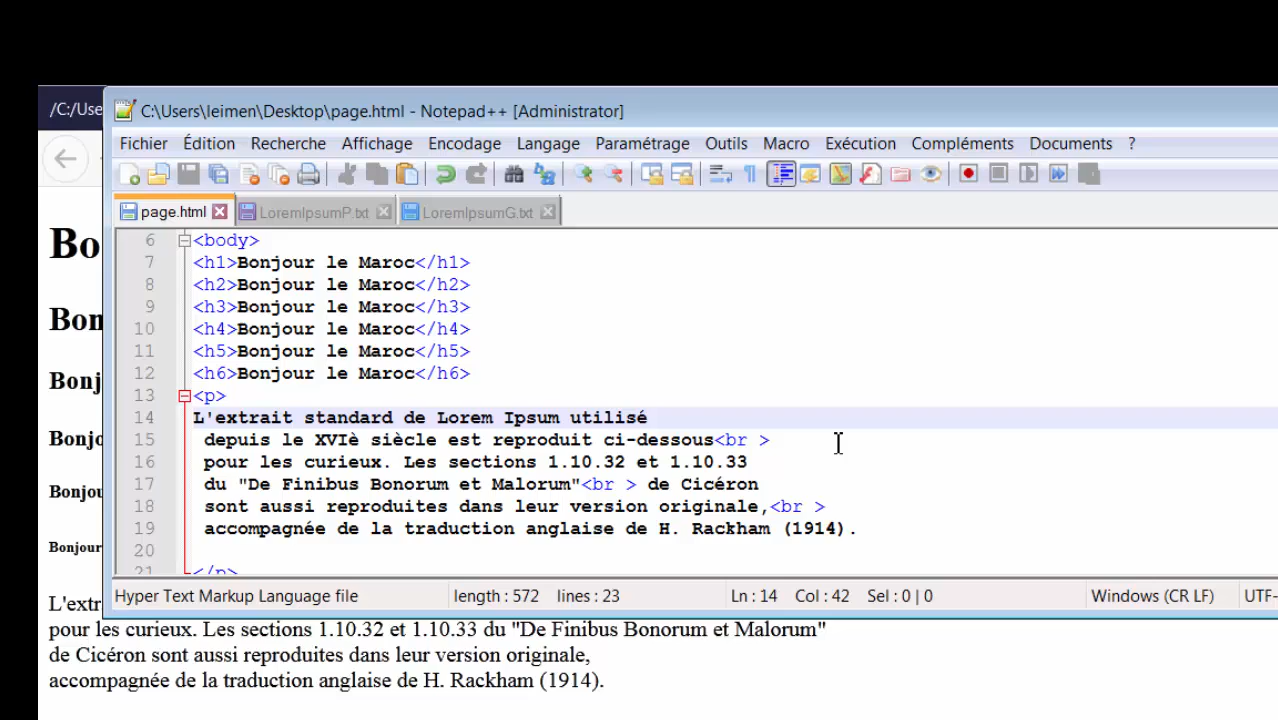 /C:/Use
C:\Users\leimen\Desktop\page.html - Notepad++ [Administrator]
Fichier Édition Recherche Affichage Encodage Langage Paramétrage Outils Macro Exécution Compléments Documents ?
page.html LoremIpsumP.txt LoremIpsumG.txt
6 <body>
7 <h1>Bonjour le Maroc</h1>
8 <h2>Bonjour le Maroc</h2>
9 <h3>Bonjour le Maroc</h3>
10 <h4>Bonjour le Maroc</h4>
11 <h5>Bonjour le Maroc</h5>
12 <h6>Bonjour le Maroc</h6>
13 <p>
14 L'extrait standard de Lorem Ipsum utilisé
15 depuis le XVIè siècle est reproduit ci-dessous<br >
16 pour les curieux. Les sections 1.10.32 et 1.10.33
17 du "De Finibus Bonorum et Malorum"<br > de Cicéron
18 sont aussi reproduites dans leur version originale,<br >
19 accompagnée de la traduction anglaise de H. Rackham (1914).
20
21 </p>
Hyper Text Markup Language file length : 572 lines : 23 Ln : 14 Col : 42 Sel : 0 | 0 Windows (CR LF) UTF-
Bo
Bon
Bonj
Bonjo
Bonjou
Bonjour
L'extr
pour les curieux. Les sections 1.10.32 et 1.10.33 du "De Finibus Bonorum et Malorum"
de Cicéron sont aussi reproduites dans leur version originale,
accompagnée de la traduction anglaise de H. Rackham (1914).